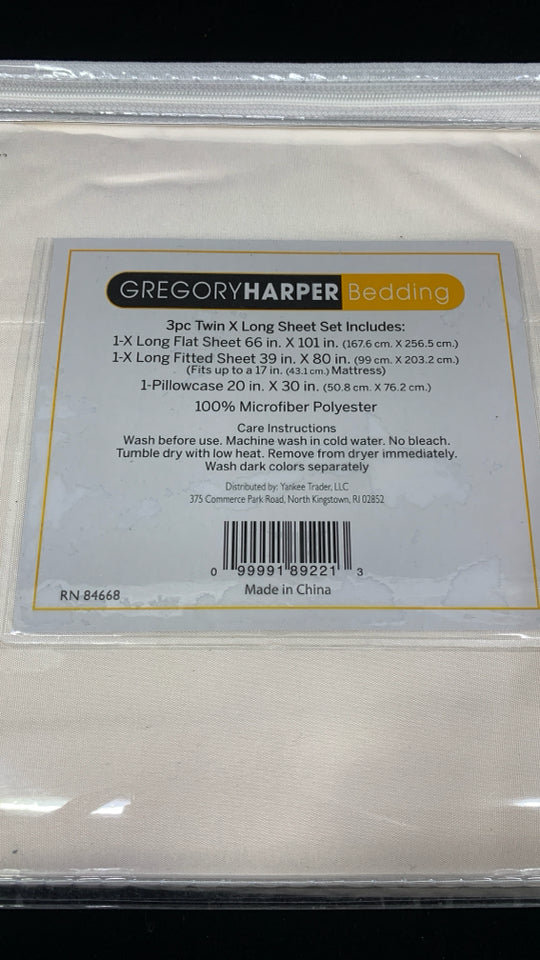 GREGORYHARPER Bedding
3pc Twin X Long Sheet Set Includes:
1-X Long Flat Sheet 66 in. X 101 in. (167.6 cm. X 256.5 cm.)
1-X Long Fitted Sheet 39 in. X 80 in. (99 cm. X 203.2 cm.)
(Fits up to a 17 in. (43.1 cm.) Mattress)
1-Pillowcase 20 in. X 30 in. (50.8 cm. X 76.2 cm.)
100% Microfiber Polyester
Care Instructions
Wash before use. Machine wash in cold water. No bleach.
Tumble dry with low heat. Remove from dryer immediately.
Wash dark colors separately
Distributed by: Yankee Trader, LLC
375 Commerce Park Road, North Kingstown, RI 02852
0 99991 89221 3
Made in China
RN 84668